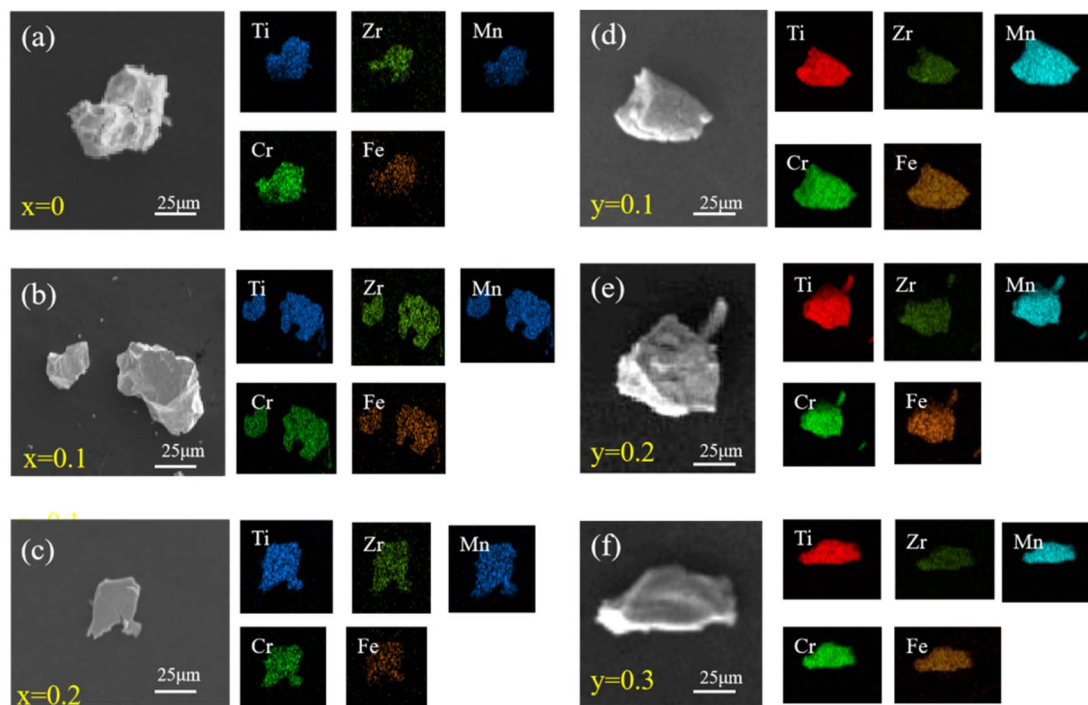 (a)
Ti
Zr
Mn
Cr
Fe
x=0
25μm
(b)
Ti
Zr
Mn
Cr
Fe
x=0.1
25μm
(c)
Ti
Zr
Mn
Cr
Fe
x=0.2
25μm
(d)
Ti
Zr
Mn
Cr
Fe
y=0.1
25μm
(e)
Ti
Zr
Mn
Cr
Fe
y=0.2
25μm
(f)
Ti
Zr
Mn
Cr
Fe
y=0.3
25μm